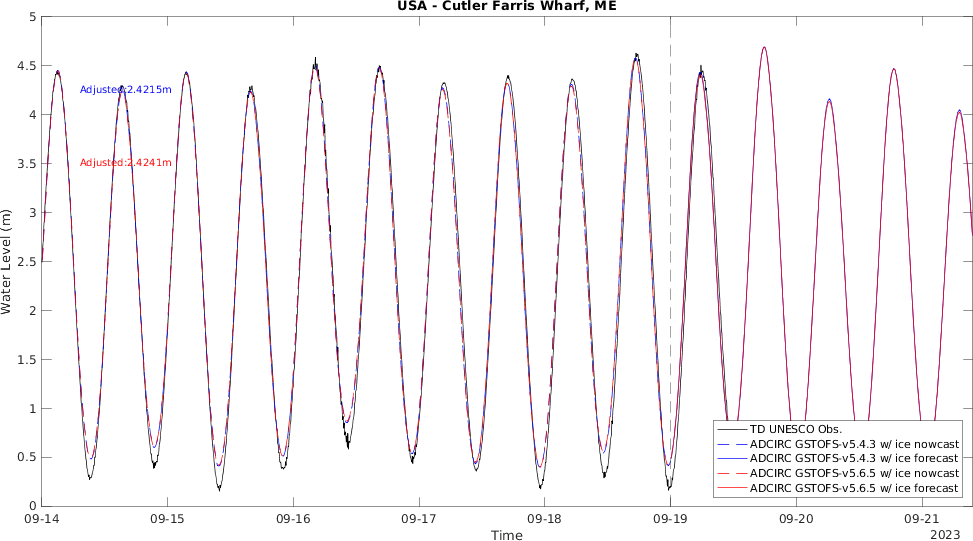 USA - Cutler Farris Wharf, ME
5
4.5
4
3.5
3
2.5
2
1.5
1
0.5
0
Water Level (m)
Adjusted:2.4215m
Adjusted:2.4241m
TD UNESCO Obs.
ADCIRC GSTOFS-v5.4.3 w/ ice nowcast
ADCIRC GSTOFS-v5.4.3 w/ ice forecast
ADCIRC GSTOFS-v5.6.5 w/ ice nowcast
ADCIRC GSTOFS-v5.6.5 w/ ice forecast
09-14 09-15 09-16 09-17 09-18 09-19 09-20 09-21
Time
2023